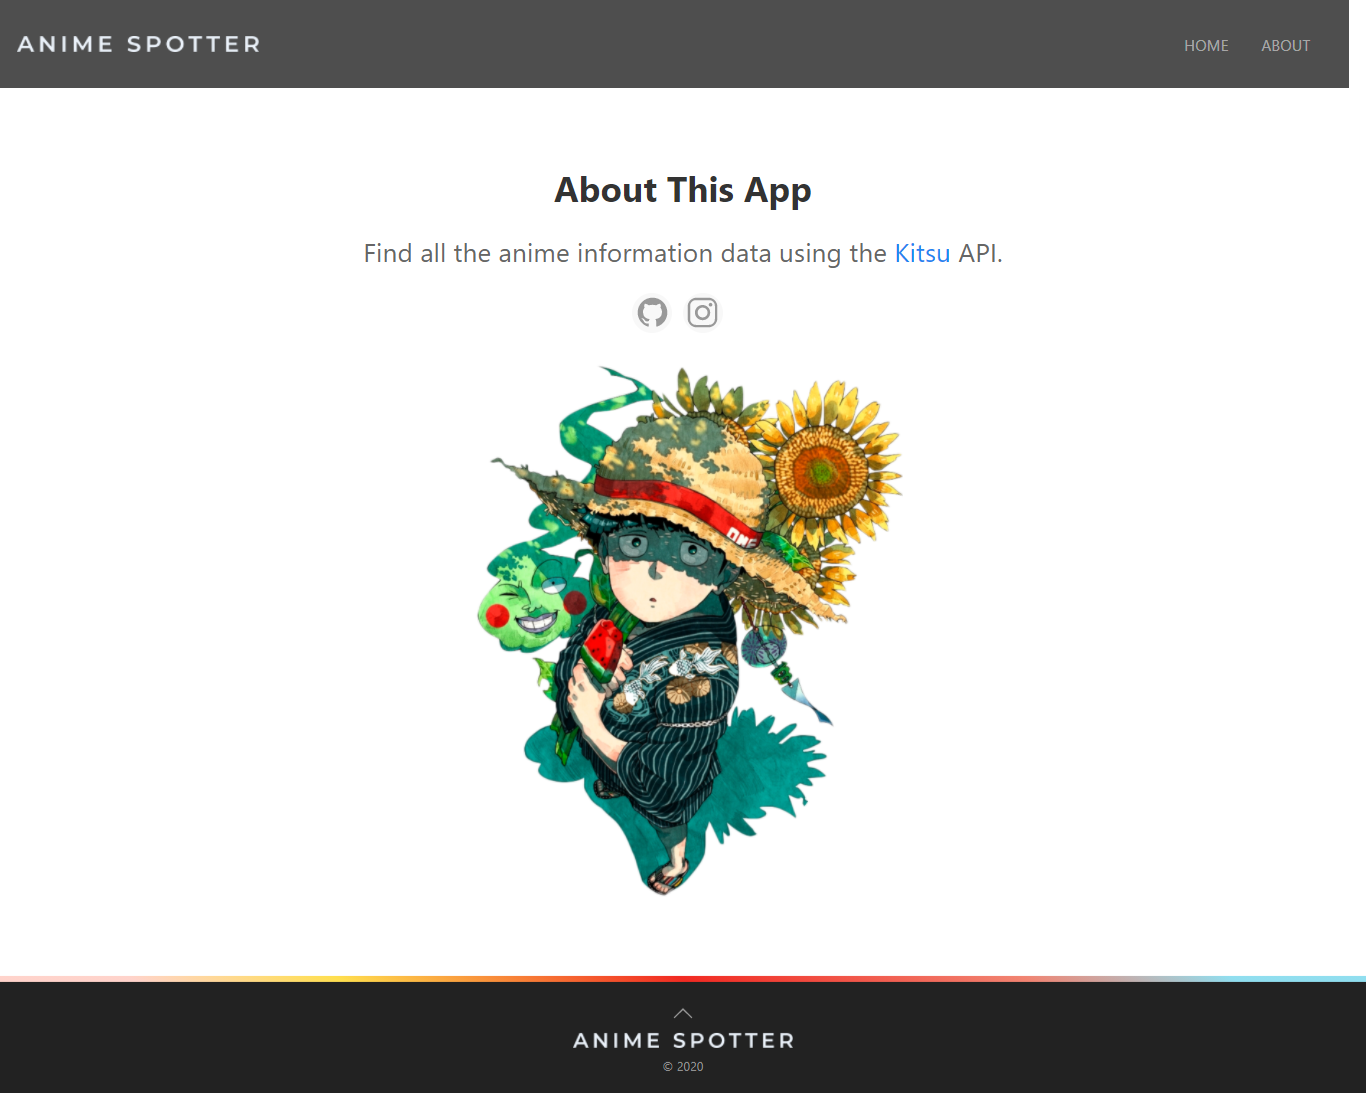 ANIME SPOTTER
HOME ABOUT
About This App
Find all the anime information data using the Kitsu API.
ONE
ANIME SPOTTER
© 2020